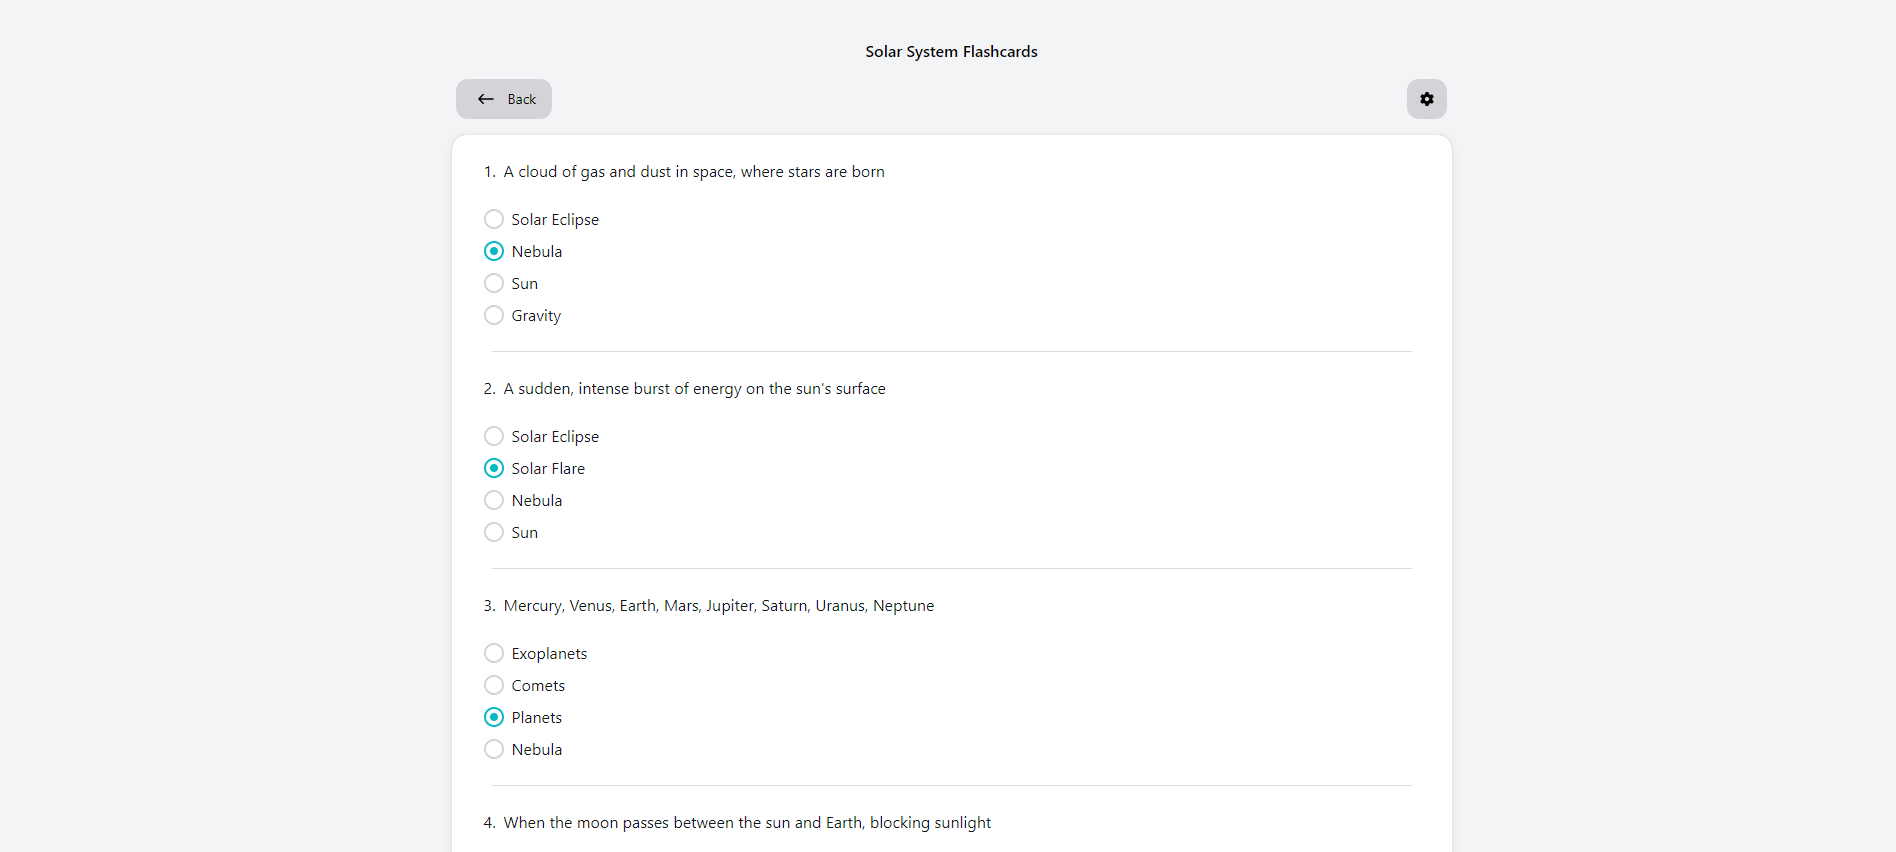 Solar System Flashcards
Back
1. A cloud of gas and dust in space, where stars are born
Solar Eclipse
Nebula
Sun
Gravity
2. A sudden, intense burst of energy on the sun's surface
Solar Eclipse
Solar Flare
Nebula
Sun
3. Mercury, Venus, Earth, Mars, Jupiter, Saturn, Uranus, Neptune
Exoplanets
Comets
Planets
Nebula
4. When the moon passes between the sun and Earth, blocking sunlight